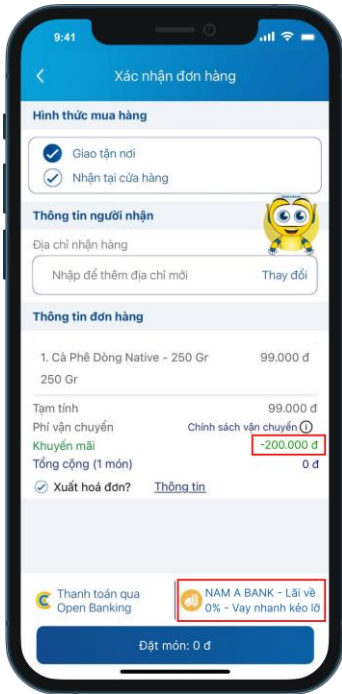 9:41
Xác nhận đơn hàng
Hình thức mua hàng
Giao tận nơi
Nhận tại cửa hàng
Thông tin người nhận
Địa chỉ nhận hàng
Nhập để thêm địa chỉ mới Thay đổi
Thông tin đơn hàng
1. Cà Phê Dòng Native - 250 Gr 99.000 đ
250 Gr
Tạm tính 99.000 đ
Phí vận chuyển Chính sách vận chuyển
Khuyến mãi -200.000 đ
Tổng cộng (1 món) 0 đ
Xuất hoá đơn? Thông tin
Thanh toán qua
Open Banking
NAM A BANK - Lãi về
0% - Vay nhanh kẻo lỡ
Đặt món: 0 đ